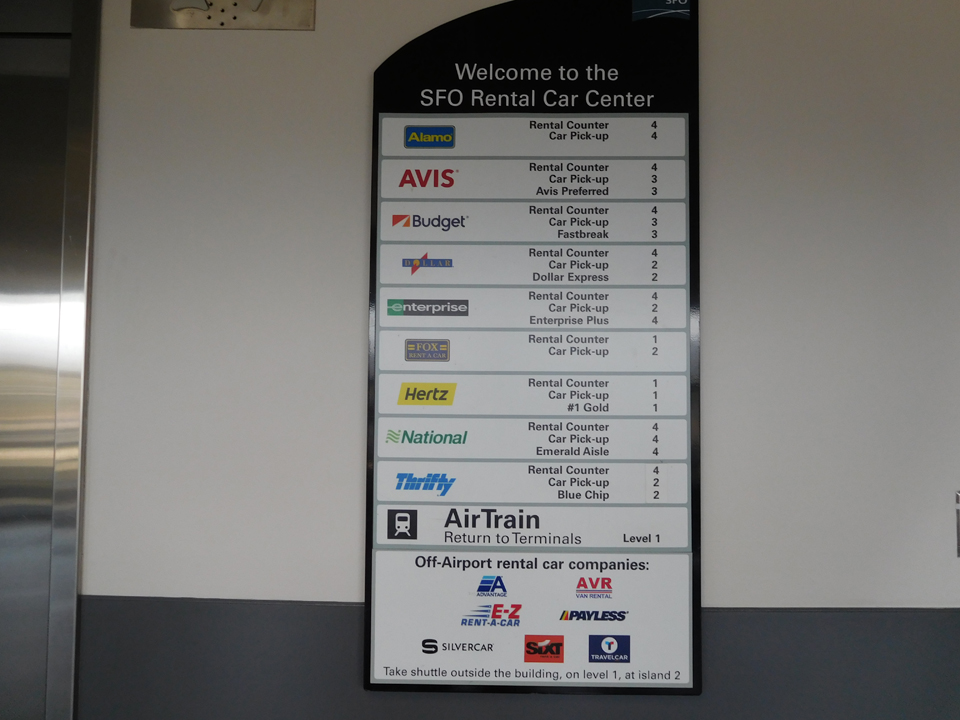 SFO
Welcome to the
SFO Rental Car Center
Alamo
Rental Counter 4
Car Pick-up 4
AVIS
Rental Counter 4
Car Pick-up 3
Avis Preferred 3
Budget
Rental Counter 4
Car Pick-up 3
Fastbreak 3
DOLLAR
Rental Counter 4
Car Pick-up 2
Dollar Express 2
enterprise
Rental Counter 4
Car Pick-up 2
Enterprise Plus 4
FOX
RENT A CAR
Rental Counter 1
Car Pick-up 2
Hertz
Rental Counter 1
Car Pick-up 1
#1 Gold 1
National
Rental Counter 4
Car Pick-up 4
Emerald Aisle 4
Thrifty
Rental Counter 4
Car Pick-up 2
Blue Chip 2
AirTrain
Return to Terminals Level 1
Off-Airport rental car companies:
ADVANTAGE
AVR
VAN RENTAL
E-Z
RENT-A-CAR
PAYLESS
SILVERCAR
SIXT
TRAVELCAR
Take shuttle outside the building, on level 1, at island 2